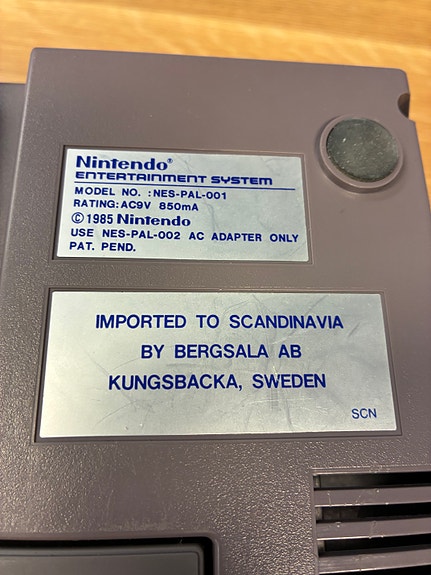 Nintendo®
ENTERTAINMENT SYSTEM
MODEL NO. :NES-PAL-001
RATING:AC9V 850mA
© 1985 Nintendo
USE NES-PAL-002 AC ADAPTER ONLY
PAT. PEND.
IMPORTED TO SCANDINAVIA
BY BERGSALA AB
KUNGSBACKA, SWEDEN
SCN